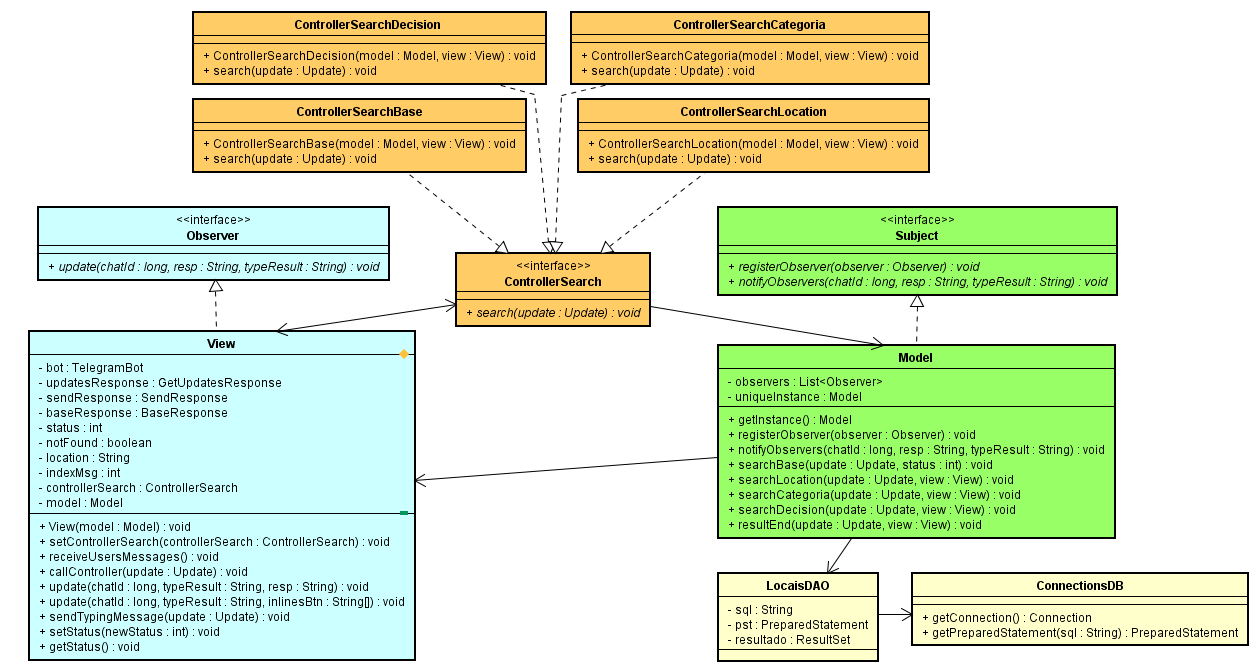 ControllerSearchDecision
+ ControllerSearchDecision(model : Model, view : View) : void
+ search(update : Update) : void
ControllerSearchCategoria
+ ControllerSearchCategoria(model : Model, view : View) : void
+ search(update : Update) : void
ControllerSearchBase
+ ControllerSearchBase(model : Model, view : View) : void
+ search(update : Update) : void
ControllerSearchLocation
+ ControllerSearchLocation(model : Model, view : View) : void
+ search(update : Update) : void
<<interface>>
Observer
+ update(chatId : long, resp : String, typeResult : String) : void
<<interface>>
ControllerSearch
+ search(update : Update) : void
<<interface>>
Subject
+ registerObserver(observer : Observer) : void
+ notifyObservers(chatId : long, resp : String, typeResult : String) : void
View
- bot : TelegramBot
- updatesResponse : GetUpdatesResponse
- sendResponse : SendResponse
- baseResponse : BaseResponse
- status : int
- notFound : boolean
- location : String
- indexMsg : int
- controllerSearch : ControllerSearch
- model : Model
+ View(model : Model) : void
+ setControllerSearch(controllerSearch : ControllerSearch) : void
+ receiveUsersMessages() : void
+ callController(update : Update) : void
+ update(chatId : long, typeResult : String, resp : String) : void
+ update(chatId : long, typeResult : String, inlinesBtn : String[]) : void
+ sendTypingMessage(update : Update) : void
+ setStatus(newStatus : int) : void
+ getStatus() : void
Model
- observers : List<Observer>
- uniqueInstance : Model
+ getInstance() : Model
+ registerObserver(observer : Observer) : void
+ notifyObservers(chatId : long, resp : String, typeResult : String) : void
+ searchBase(update : Update, status : int) : void
+ searchLocation(update : Update, view : View) : void
+ searchCategoria(update : Update, view : View) : void
+ searchDecision(update : Update, view : View) : void
+ resultEnd(update : Update, view : View) : void
LocaisDAO
- sql : String
- pst : PreparedStatement
- resultado : ResultSet
ConnectionsDB
+ getConnection() : Connection
+ getPreparedStatement(sql : String) : PreparedStatement